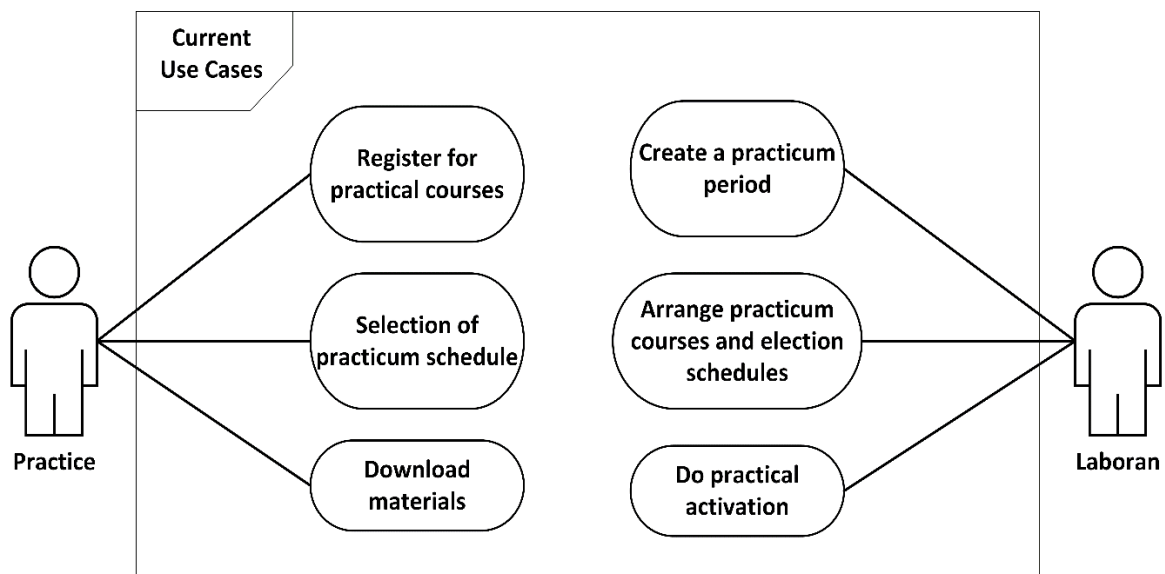 Current
Use Cases
Register for
practical courses
Create a practicum
period
Selection of
practicum schedule
Arrange practicum
courses and election
schedules
Practice
Laboran
Download
materials
Do practical
activation